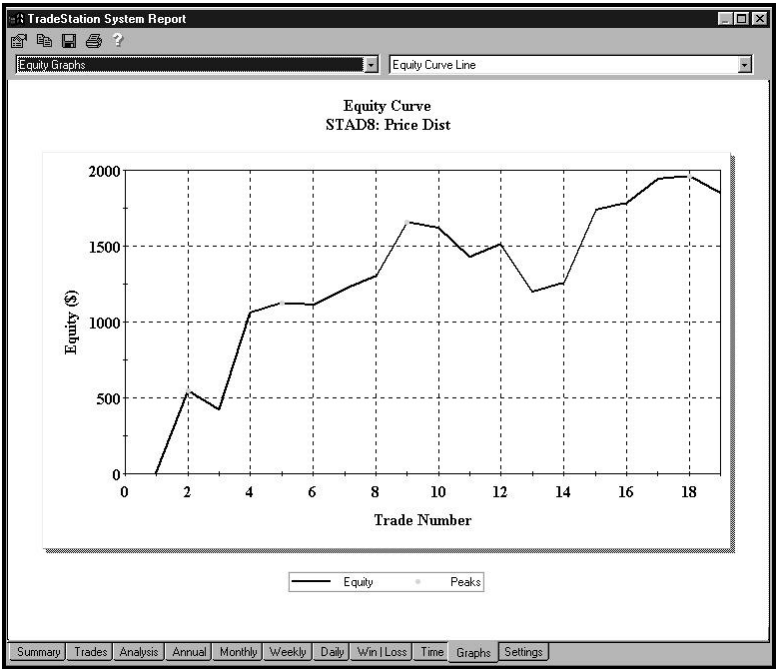 TradeStation System Report
?
Equity Graphs
Equity Curve Line
Equity Curve
STAD8: Price Dist
2000
1500
1000
500
0
Equity ($)
0 2 4 6 8 10 12 14 16 18
Trade Number
Equity Peaks
Summary Trades Analysis Annual Monthly Weekly Daily Win | Loss Time Graphs Settings